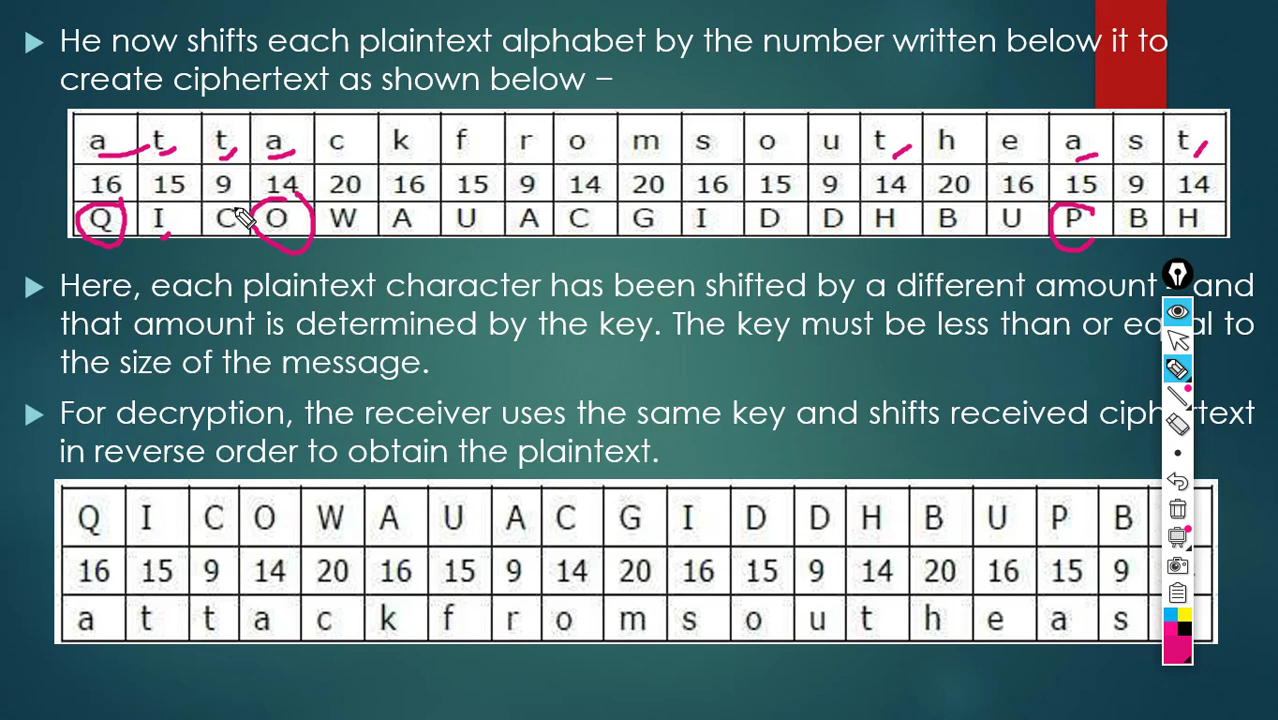 He now shifts each plaintext alphabet by the number written below it to
create ciphertext as shown below −
a t t a c k f r o m s o u t h e a s t
16 15 9 14 20 16 15 9 14 20 16 15 9 14 20 16 15 9 14
Q I C O W A U A C G I D D H B U P B H
Here, each plaintext character has been shifted by a different amount – and
that amount is determined by the key. The key must be less than or equal to
the size of the message.
For decryption, the receiver uses the same key and shifts received ciphertext
in reverse order to obtain the plaintext.
Q I C O W A U A C G I D D H B U P B
16 15 9 14 20 16 15 9 14 20 16 15 9 14 20 16 15 9
a t t a c k f r o m s o u t h e a s